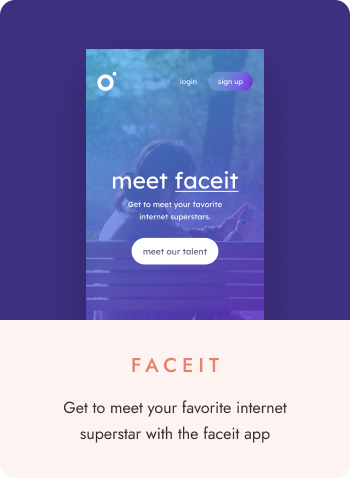 login
sign up
meet faceit
Get to meet your favorite
internet superstars.
meet our talent
FACEIT
Get to meet your favorite internet
superstar with the faceit app